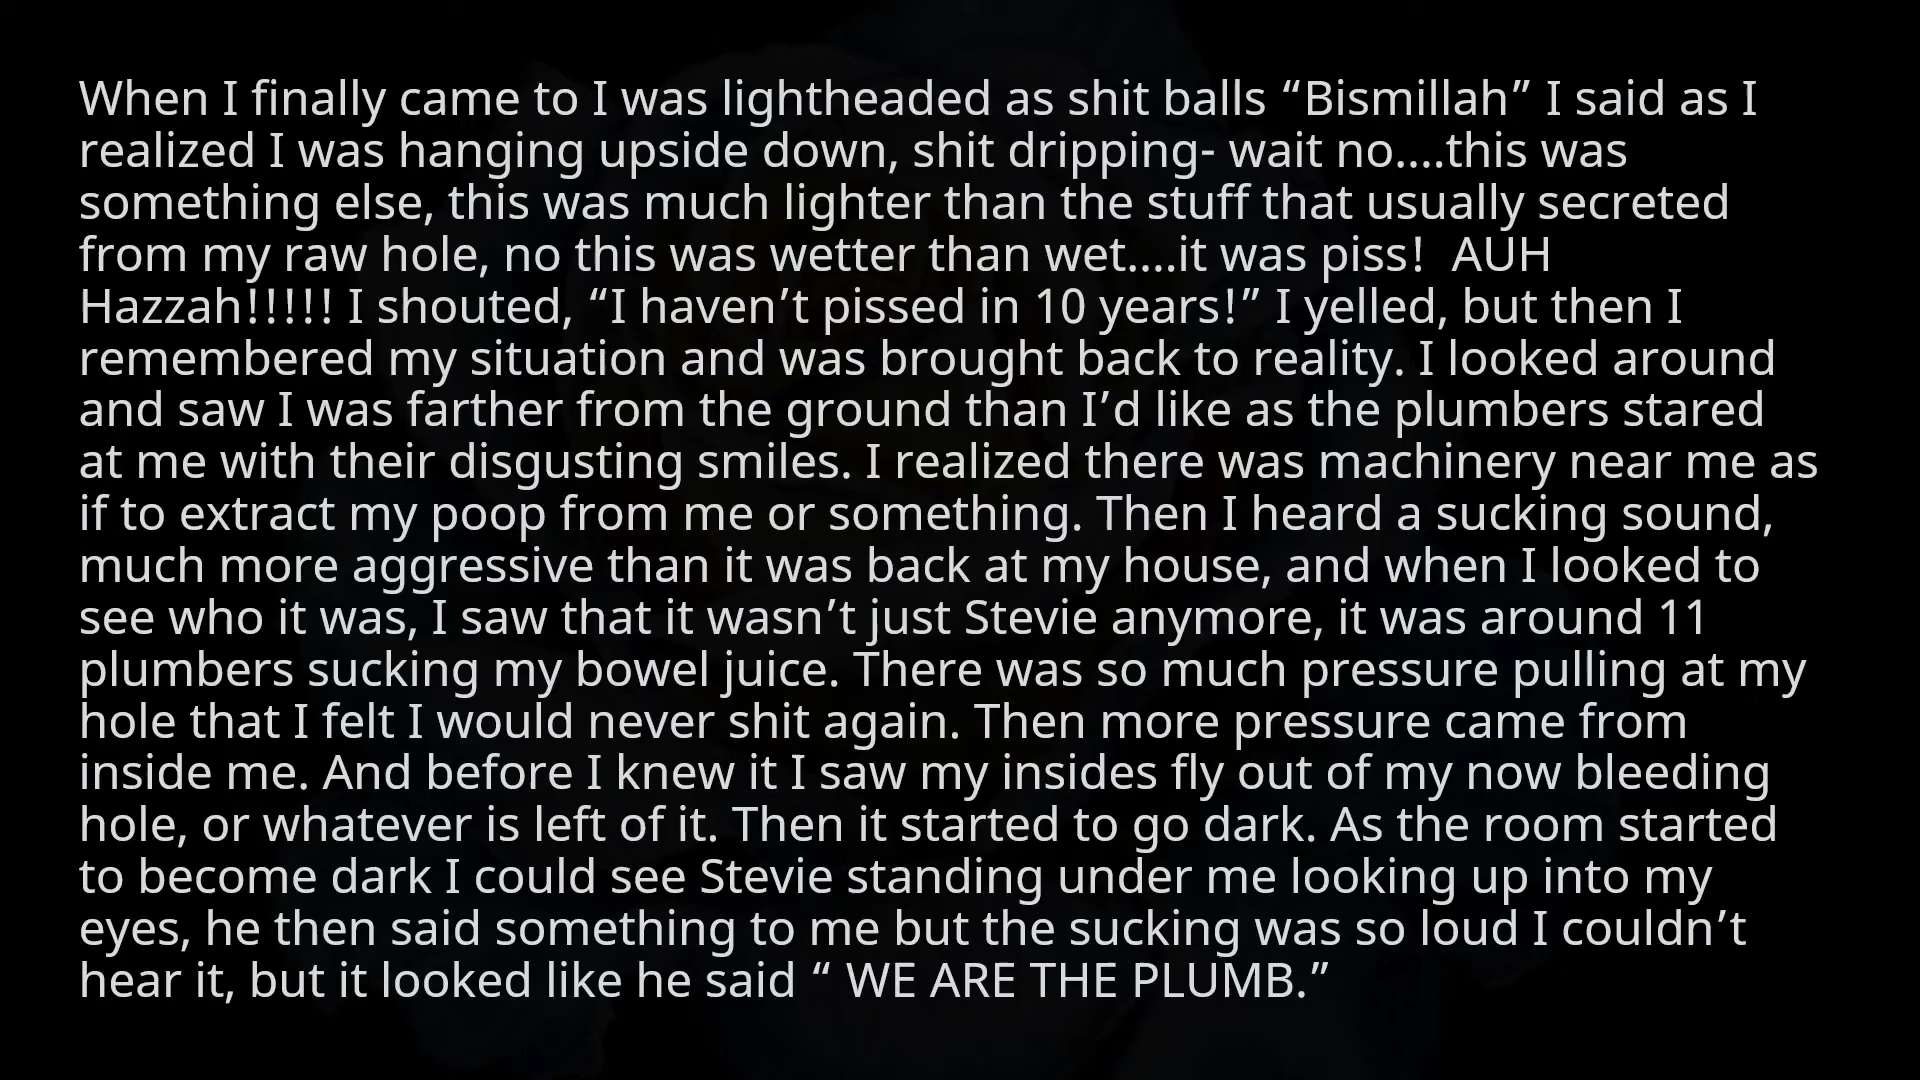 When I finally came to I was lightheaded as shit balls “Bismillah” I said as I
realized I was hanging upside down, shit dripping- wait no....this was
something else, this was much lighter than the stuff that usually secreted
from my raw hole, no this was wetter than wet....it was piss!  AUH
Hazzah!!!!! I shouted, “I haven’t pissed in 10 years!” I yelled, but then I
remembered my situation and was brought back to reality. I looked around
and saw I was farther from the ground than I’d like as the plumbers stared
at me with their disgusting smiles. I realized there was machinery near me as
if to extract my poop from me or something. Then I heard a sucking sound,
much more aggressive than it was back at my house, and when I looked to
see who it was, I saw that it wasn’t just Stevie anymore, it was around 11
plumbers sucking my bowel juice. There was so much pressure pulling at my
hole that I felt I would never shit again. Then more pressure came from
inside me. And before I knew it I saw my insides fly out of my now bleeding
hole, or whatever is left of it. Then it started to go dark. As the room started
to become dark I could see Stevie standing under me looking up into my
eyes, he then said something to me but the sucking was so loud I couldn’t
hear it, but it looked like he said “ WE ARE THE PLUMB.”